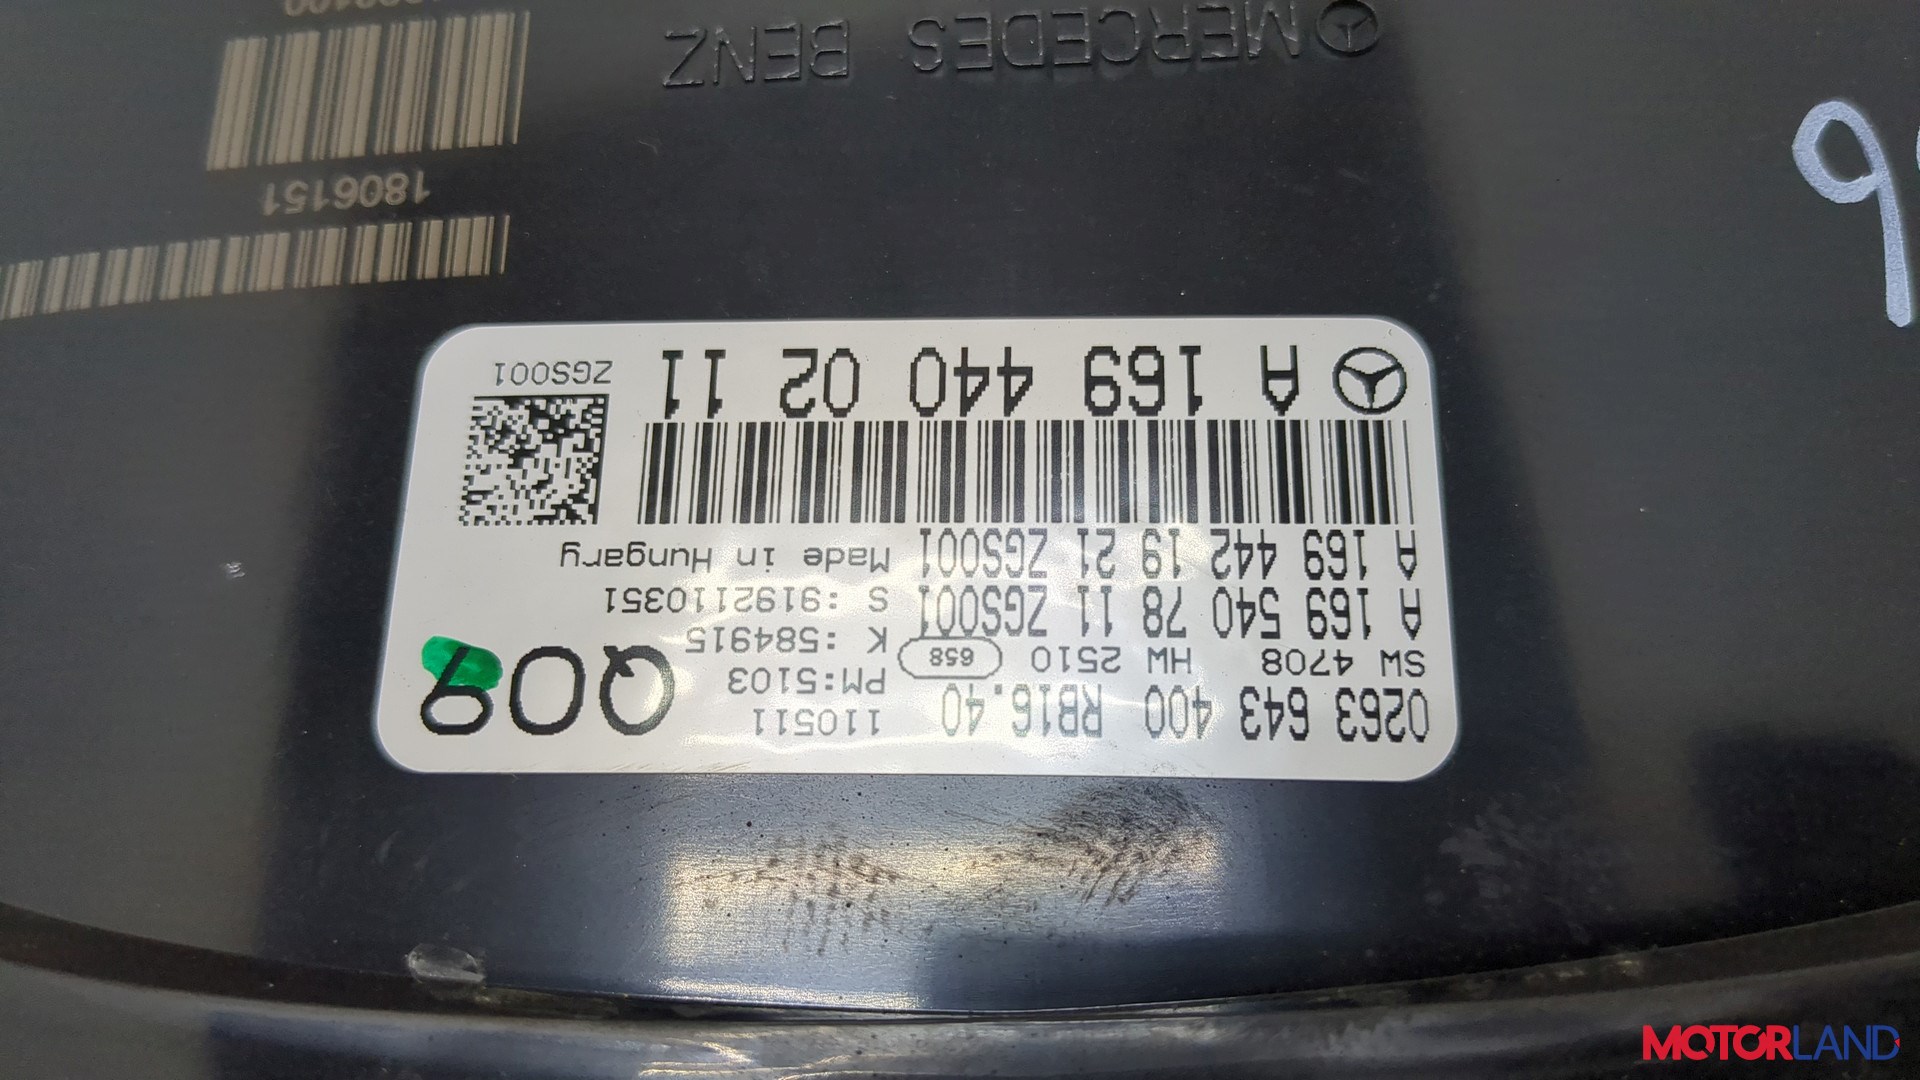 0263 643 400 RB16.40
SW 4708 HW 2510 658
A 169 540 78 11 ZGS001
A 169 442 19 21 ZGS001
110511
PM:5103
K :584915
S :9192110351
Made in Hungary
Q09
A 169 440 02 11
ZGS001
MERCEDES BENZ
1806151
MOTORLAND